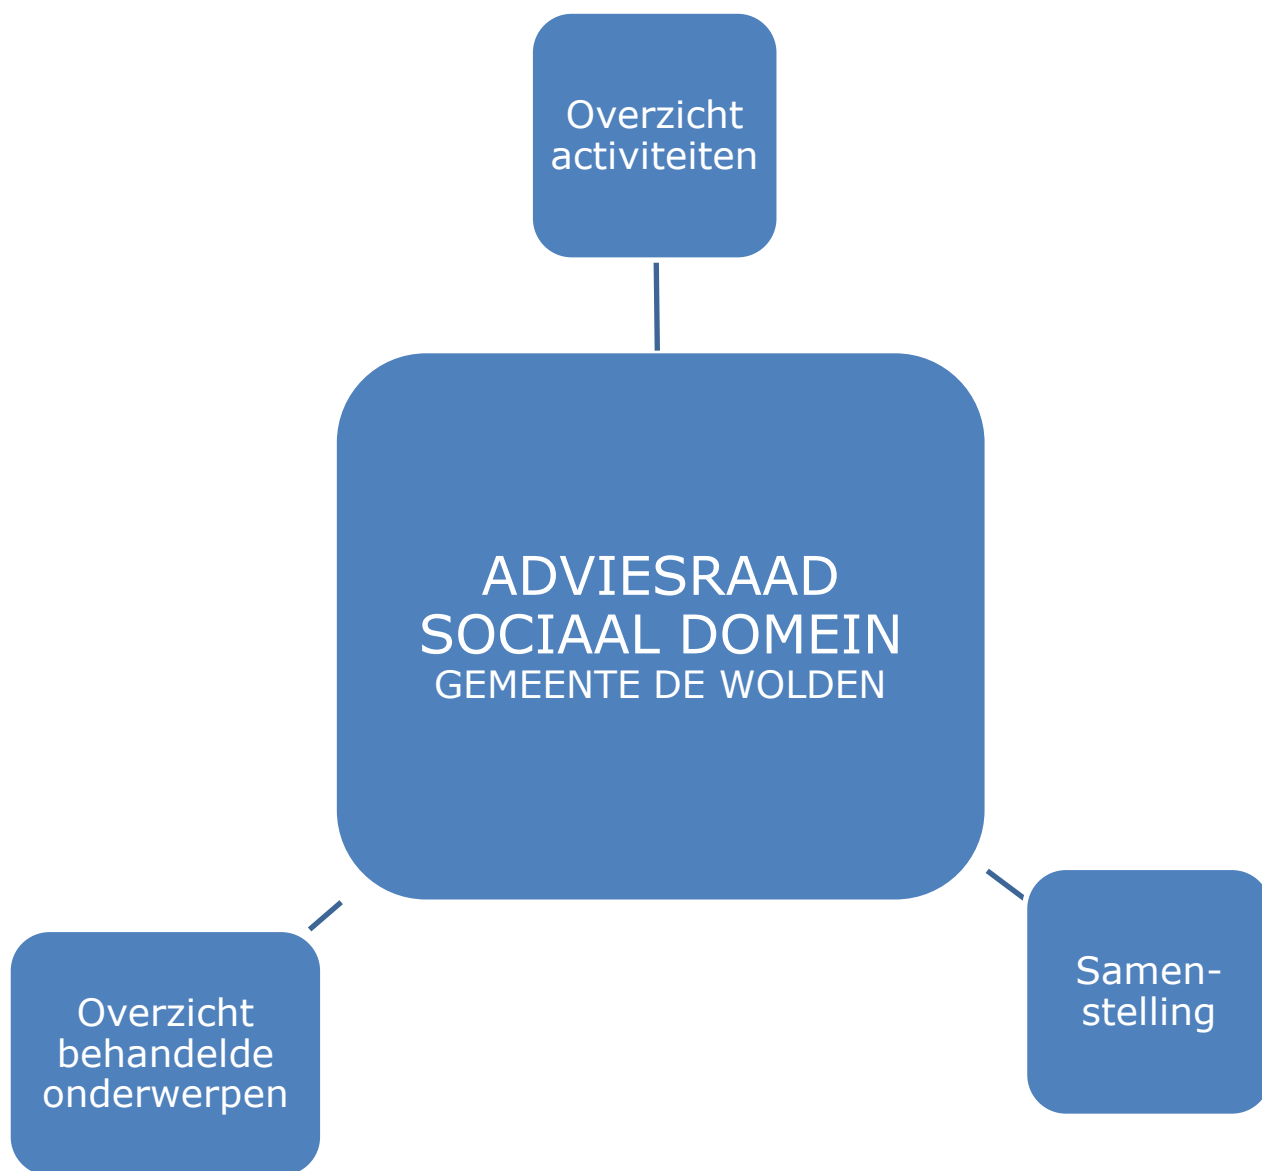 Overzicht
activiteiten
ADVIESRAAD
SOCIAAL DOMEIN
GEMEENTE DE WOLDEN
Overzicht
behandelde
onderwerpen
Samen-
stelling